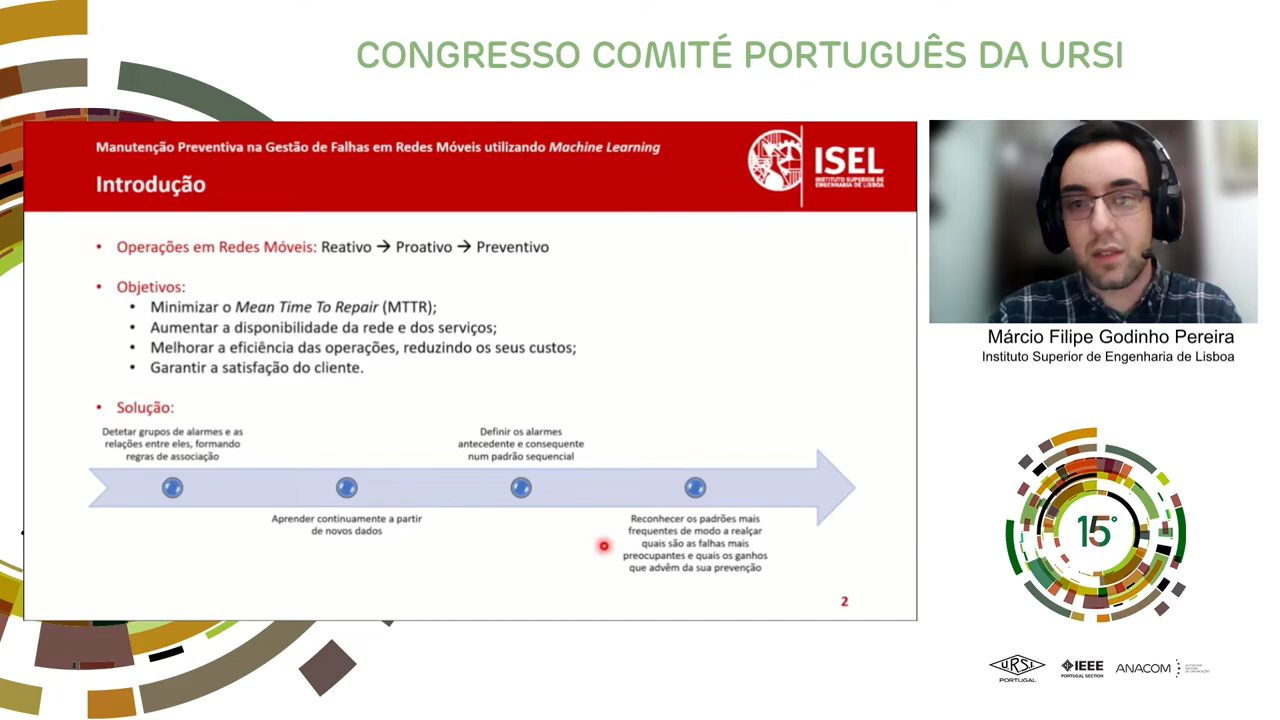 CONGRESSO COMITÉ PORTUGUÊS DA URSI
Manutenção Preventiva na Gestão de Falhas em Redes Móveis utilizando Machine Learning
Introdução
ISEL
INSTITUTO SUPERIOR DE
ENGENHARIA DE LISBOA
• Operações em Redes Móveis: Reativo → Proativo → Preventivo
• Objetivos:
• Minimizar o Mean Time To Repair (MTTR);
• Aumentar a disponibilidade da rede e dos serviços;
• Melhorar a eficiência das operações, reduzindo os seus custos;
• Garantir a satisfação do cliente.
• Solução:
Detetar grupos de alarmes e as
relações entre eles, formando
regras de associação
Aprender continuamente a partir
de novos dados
Definir os alarmes
antecedente e consequente
num padrão sequencial
Reconhecer os padrões mais
frequentes de modo a realçar
quais são as falhas mais
preocupantes e quais os ganhos
que advêm da sua prevenção
2
Márcio Filipe Godinho Pereira
Instituto Superior de Engenharia de Lisboa
15°
URSI
PORTUGAL
IEEE
PORTUGAL SECTION
ANACOM